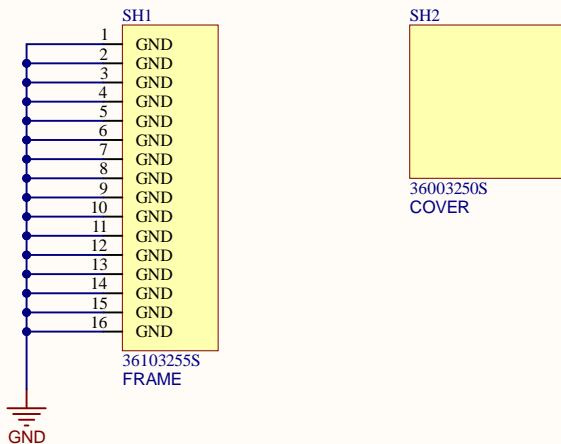 SH1
SH2
1 GND
2 GND
3 GND
4 GND
5 GND
6 GND
7 GND
8 GND
9 GND
10 GND
11 GND
12 GND
13 GND
14 GND
15 GND
16 GND
36103255S
FRAME
36003250S
COVER
GND